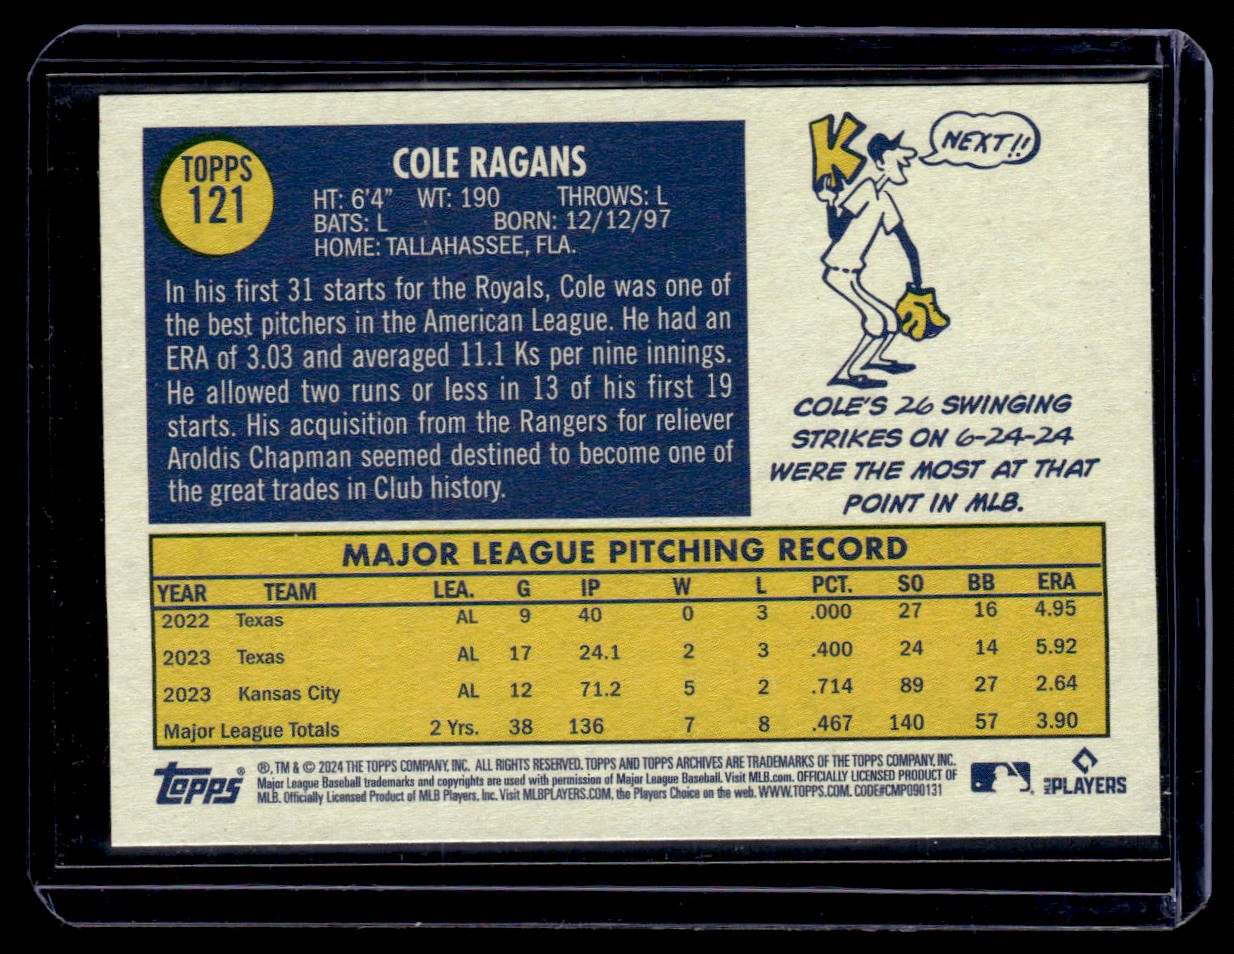 TOPPS
121
COLE RAGANS
HT: 6'4" WT: 190 THROWS: L
BATS: L BORN: 12/12/97
HOME: TALLAHASSEE, FLA.
In his first 31 starts for the Royals, Cole was one of
the best pitchers in the American League. He had an
ERA of 3.03 and averaged 11.1 Ks per nine innings.
He allowed two runs or less in 13 of his first 19
starts. His acquisition from the Rangers for reliever
Aroldis Chapman seemed destined to become one of
the great trades in Club history.
K
NEXT!!
COLE'S 26 SWINGING
STRIKES ON 6-24-24
WERE THE MOST AT THAT
POINT IN MLB.
MAJOR LEAGUE PITCHING RECORD
YEAR TEAM LEA. G IP W L PCT. SO BB ERA
2022 Texas AL 9 40 0 3 .000 27 16 4.95
2023 Texas AL 17 24.1 2 3 .400 24 14 5.92
2023 Kansas City AL 12 71.2 5 2 .714 89 27 2.64
Major League Totals 2 Yrs. 38 136 7 8 .467 140 57 3.90
topps®
®, TM & © 2024 THE TOPPS COMPANY, INC. ALL RIGHTS RESERVED. TOPPS AND TOPPS ARCHIVES ARE TRADEMARKS OF THE TOPPS COMPANY, INC.
Major League Baseball trademarks and copyrights are used with permission of Major League Baseball. Visit MLB.com. OFFICIALLY LICENSED PRODUCT OF
MLB. Officially Licensed Product of MLB Players, Inc. Visit MLBPLAYERS.COM, the Players Choice on the web. WWW.TOPPS.COM. CODE#CMP090131
MLB PLAYERS